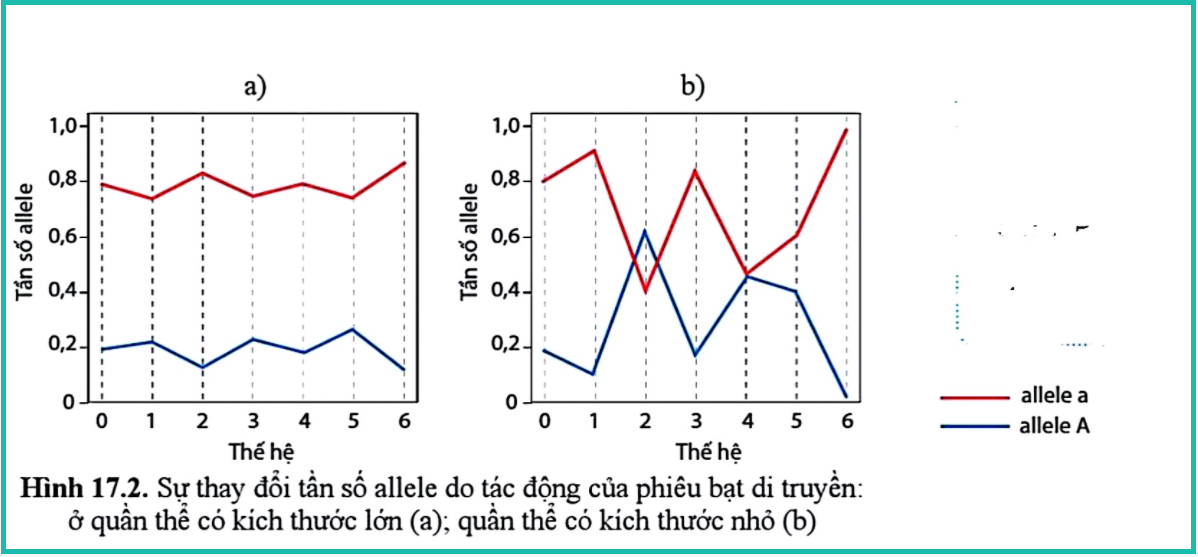 a)
b)
Tần số allele
1,0
0,8
0,6
0,4
0,2
0
0 1 2 3 4 5 6
Thế hệ
Tần số allele
1,0
0,8
0,6
0,4
0,2
0
0 1 2 3 4 5 6
Thế hệ
allele a
allele A
Hình 17.2. Sự thay đổi tần số allele do tác động của phiêu bạt di truyền:
ở quần thể có kích thước lớn (a); quần thể có kích thước nhỏ (b)